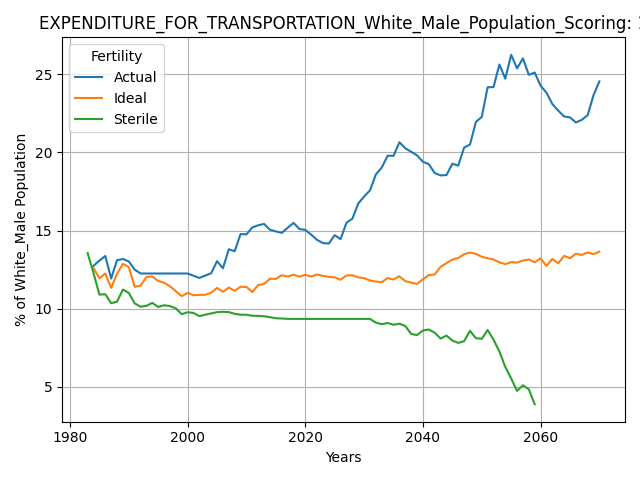 EXPENDITURE_FOR_TRANSPORTATION_White_Male_Population_Scoring:
Fertility
Actual
Ideal
Sterile
% of White_Male Population
25
20
15
10
5
1980 2000 2020 2040 2060
Years